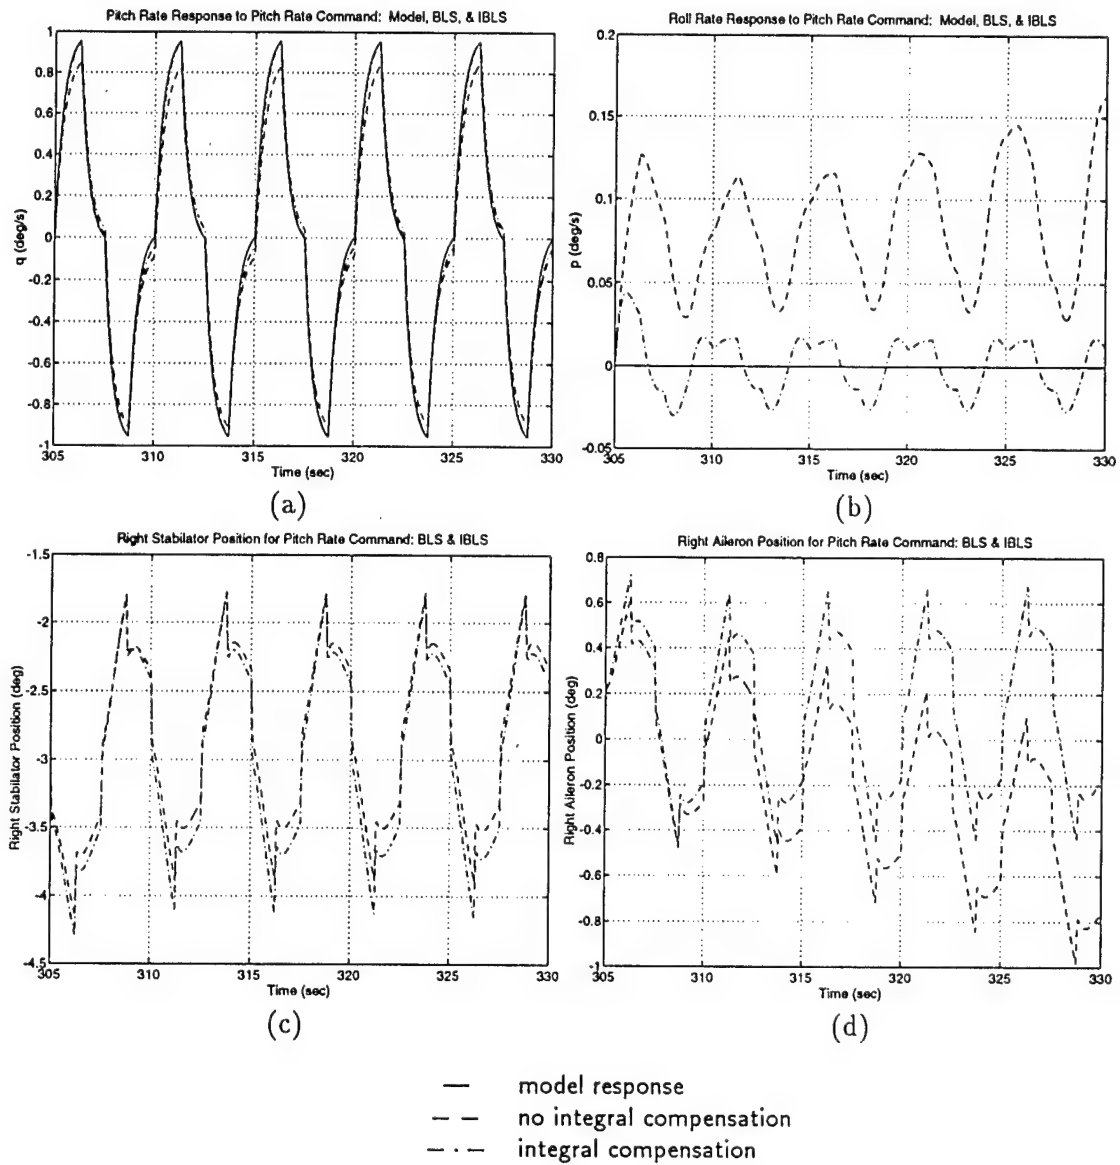 Pitch Rate Response to Pitch Rate Command: Model, BLS, & IBLS
1
0.8
0.6
0.4
0.2
0
-0.2
-0.4
-0.6
-0.8
-1
q (deg/s)
305 310 315 320 325 330
Time (sec)
(a)
Roll Rate Response to Pitch Rate Command: Model, BLS, & IBLS
0.2
0.15
0.1
0.05
0
-0.05
p (deg/s)
305 310 315 320 325 330
Time (sec)
(b)
Right Stabilator Position for Pitch Rate Command: BLS & IBLS
-1.5
-2
-2.5
-3
-3.5
-4
-4.5
Right Stabilator Position (deg)
305 310 315 320 325 330
Time (sec)
(c)
Right Aileron Position for Pitch Rate Command: BLS & IBLS
0.8
0.6
0.4
0.2
0
-0.2
-0.4
-0.6
-0.8
-1
Right Aileron Position (deg)
305 310 315 320 325 330
Time (sec)
(d)
model response
no integral compensation
integral compensation